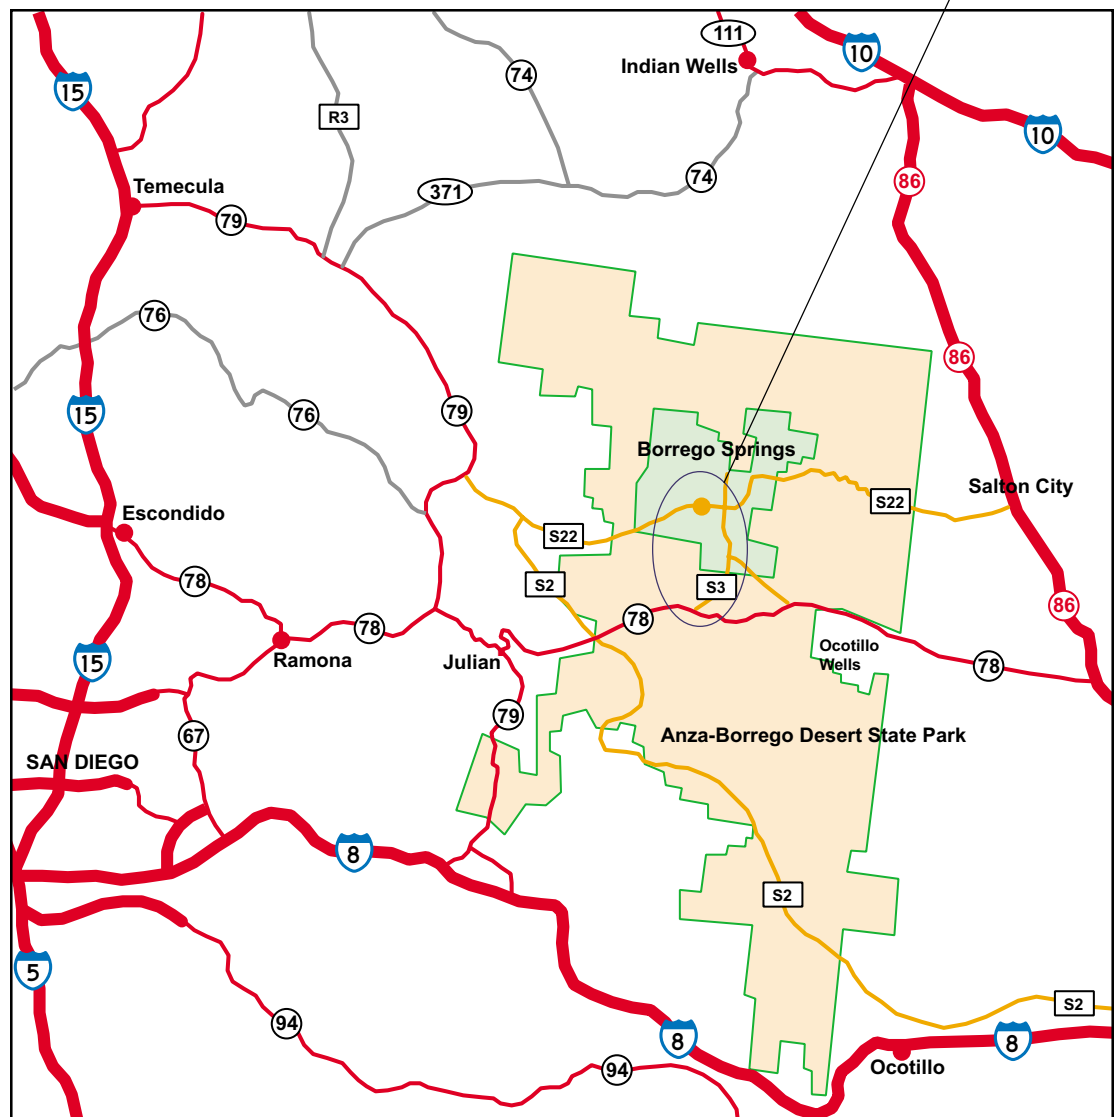 111
10
Indian Wells
74
15
R3
10
74
371
86
Temecula
79
76
86
15
76
79
Borrego Springs
Salton City
S22
Escondido
S22
78
S2
S3
86
78
78
Ramona
Julian
Ocotillo
Wells
78
15
79
67
Anza-Borrego Desert State Park
SAN DIEGO
8
S2
5
S2
94
8
8
Ocotillo
94